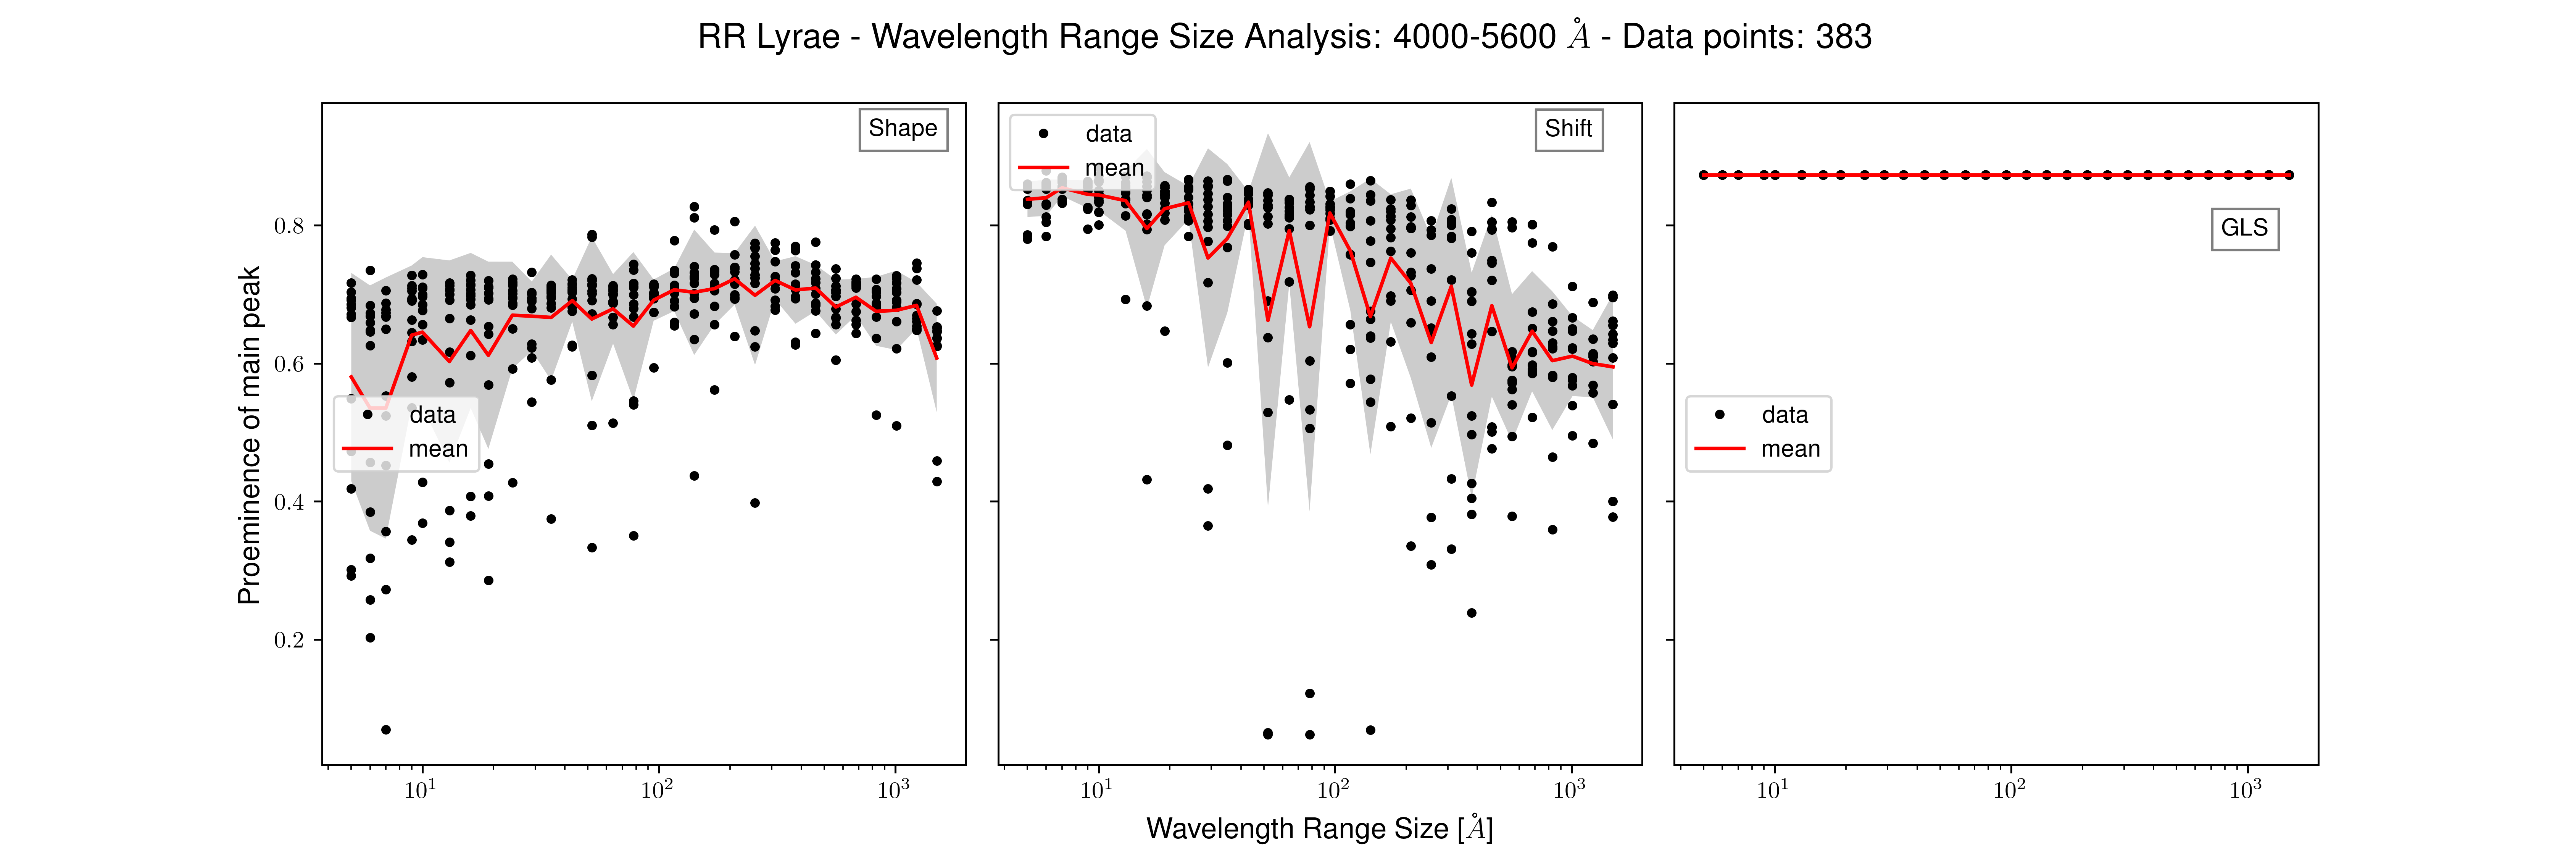 RR Lyrae - Wavelength Range Size Analysis: 4000-5600 Å - Data points: 383
Proeminence of main peak
0.8
0.6
0.4
0.2
Shape
data
mean
10¹ 10² 10³
data
mean
Shift
10¹ 10² 10³
Wavelength Range Size [Å]
GLS
data
mean
10¹ 10² 10³